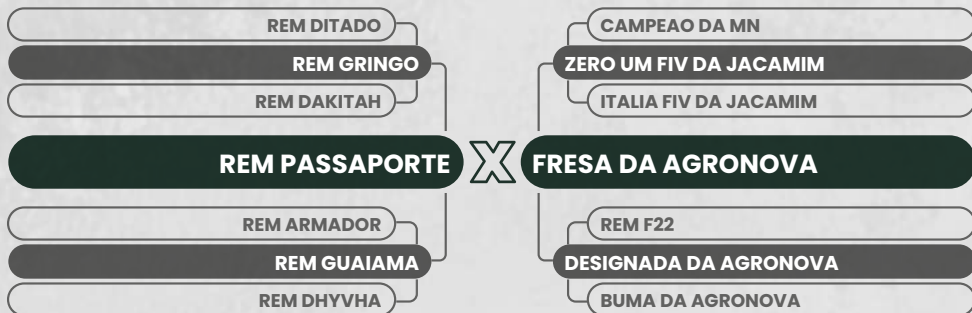 REM DITADO
CAMPEAO DA MN
REM GRINGO
ZERO UM FIV DA JACAMIM
REM DAKITAH
ITALIA FIV DA JACAMIM
REM PASSAPORTE X FRESA DA AGRONOVA
REM ARMADOR
REM F22
REM GUAIAMA
DESIGNADA DA AGRONOVA
REM DHYVHA
BUMA DA AGRONOVA